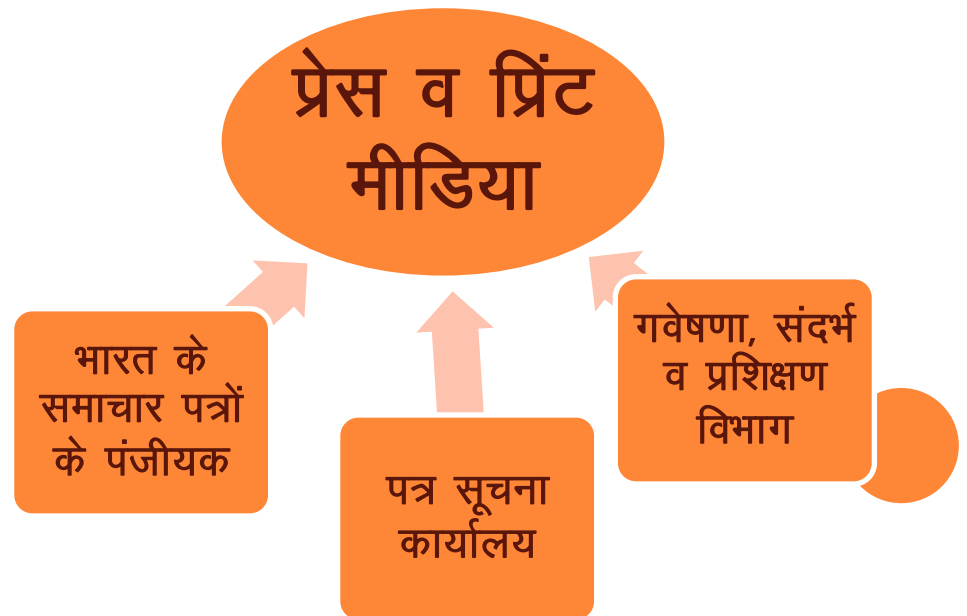 प्रेस व प्रिंट
मीडिया
भारत के
समाचार पत्रों
के पंजीयक
पत्र सूचना
कार्यालय
गवेषणा, संदर्भ
व प्रशिक्षण
विभाग